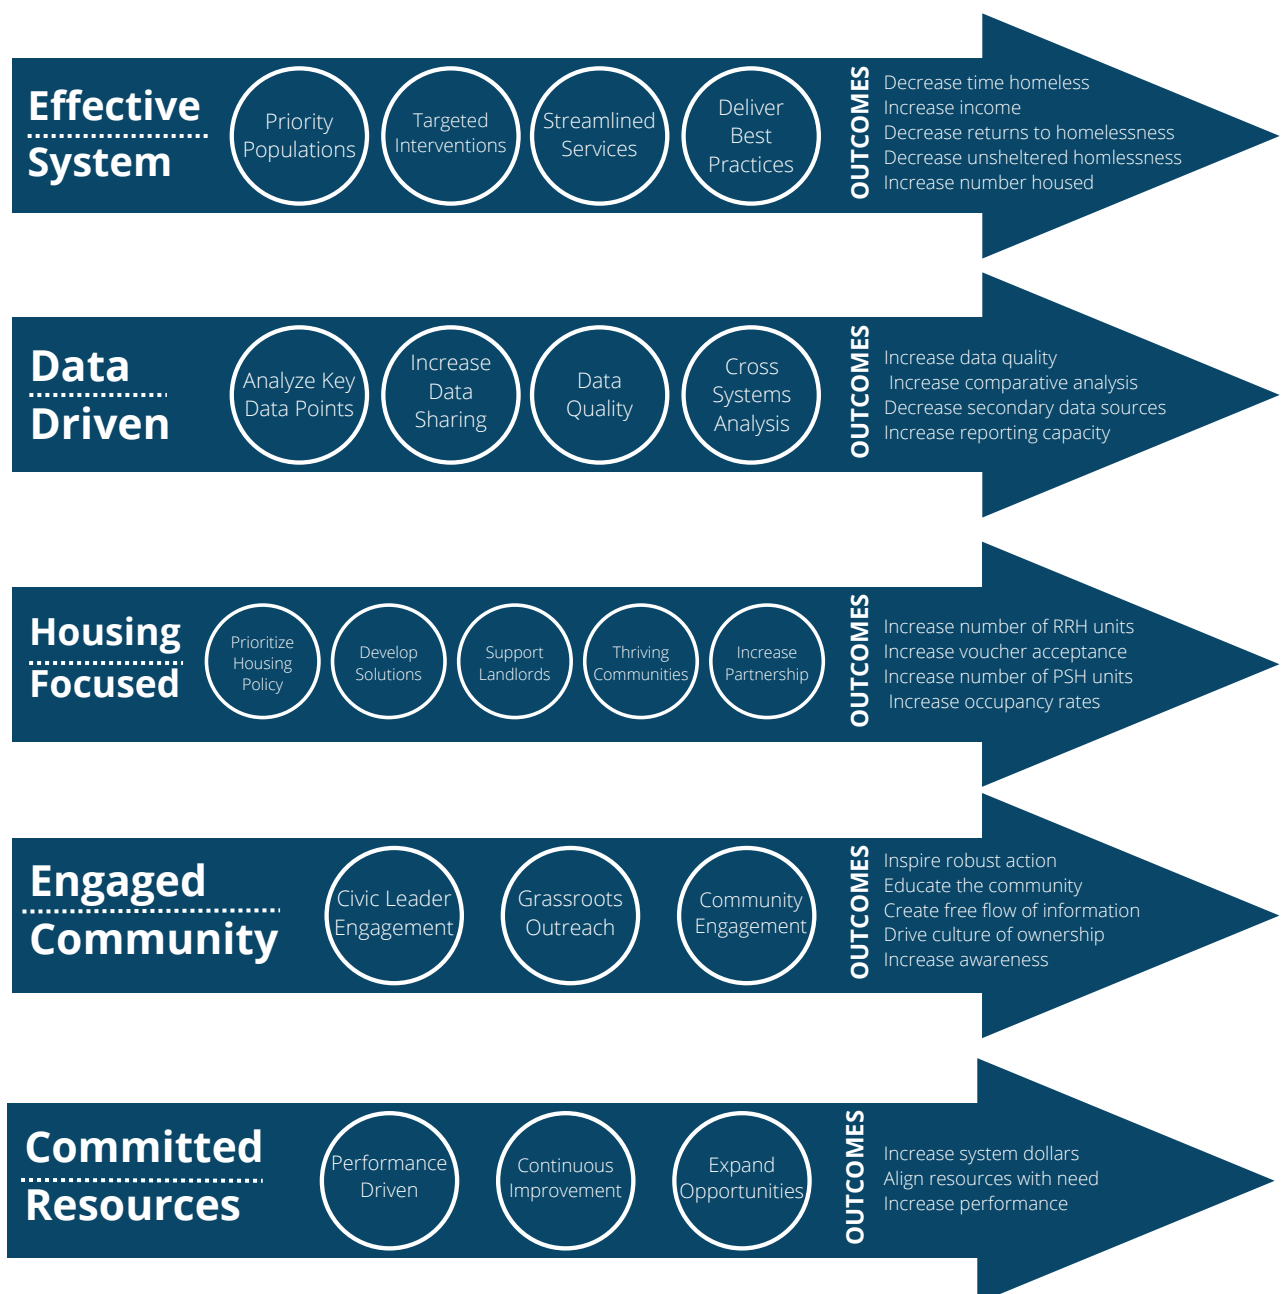 Effective
System
Priority
Populations
Targeted
Interventions
Streamlined
Services
Deliver
Best
Practices
OUTCOMES
Decrease time homeless
Increase income
Decrease returns to homelessness
Decrease unsheltered homlessness
Increase number housed
Data
Driven
Analyze Key
Data Points
Increase
Data
Sharing
Data
Quality
Cross
Systems
Analysis
OUTCOMES
Increase data quality
Increase comparative analysis
Decrease secondary data sources
Increase reporting capacity
Housing
Focused
Prioritize
Housing
Policy
Develop
Solutions
Support
Landlords
Thriving
Communities
Increase
Partnership
OUTCOMES
Increase number of RRH units
Increase voucher acceptance
Increase number of PSH units
Increase occupancy rates
Engaged
Community
Civic Leader
Engagement
Grassroots
Outreach
Community
Engagement
OUTCOMES
Inspire robust action
Educate the community
Create free flow of information
Drive culture of ownership
Increase awareness
Committed
Resources
Performance
Driven
Continuous
Improvement
Expand
Opportunities
OUTCOMES
Increase system dollars
Align resources with need
Increase performance